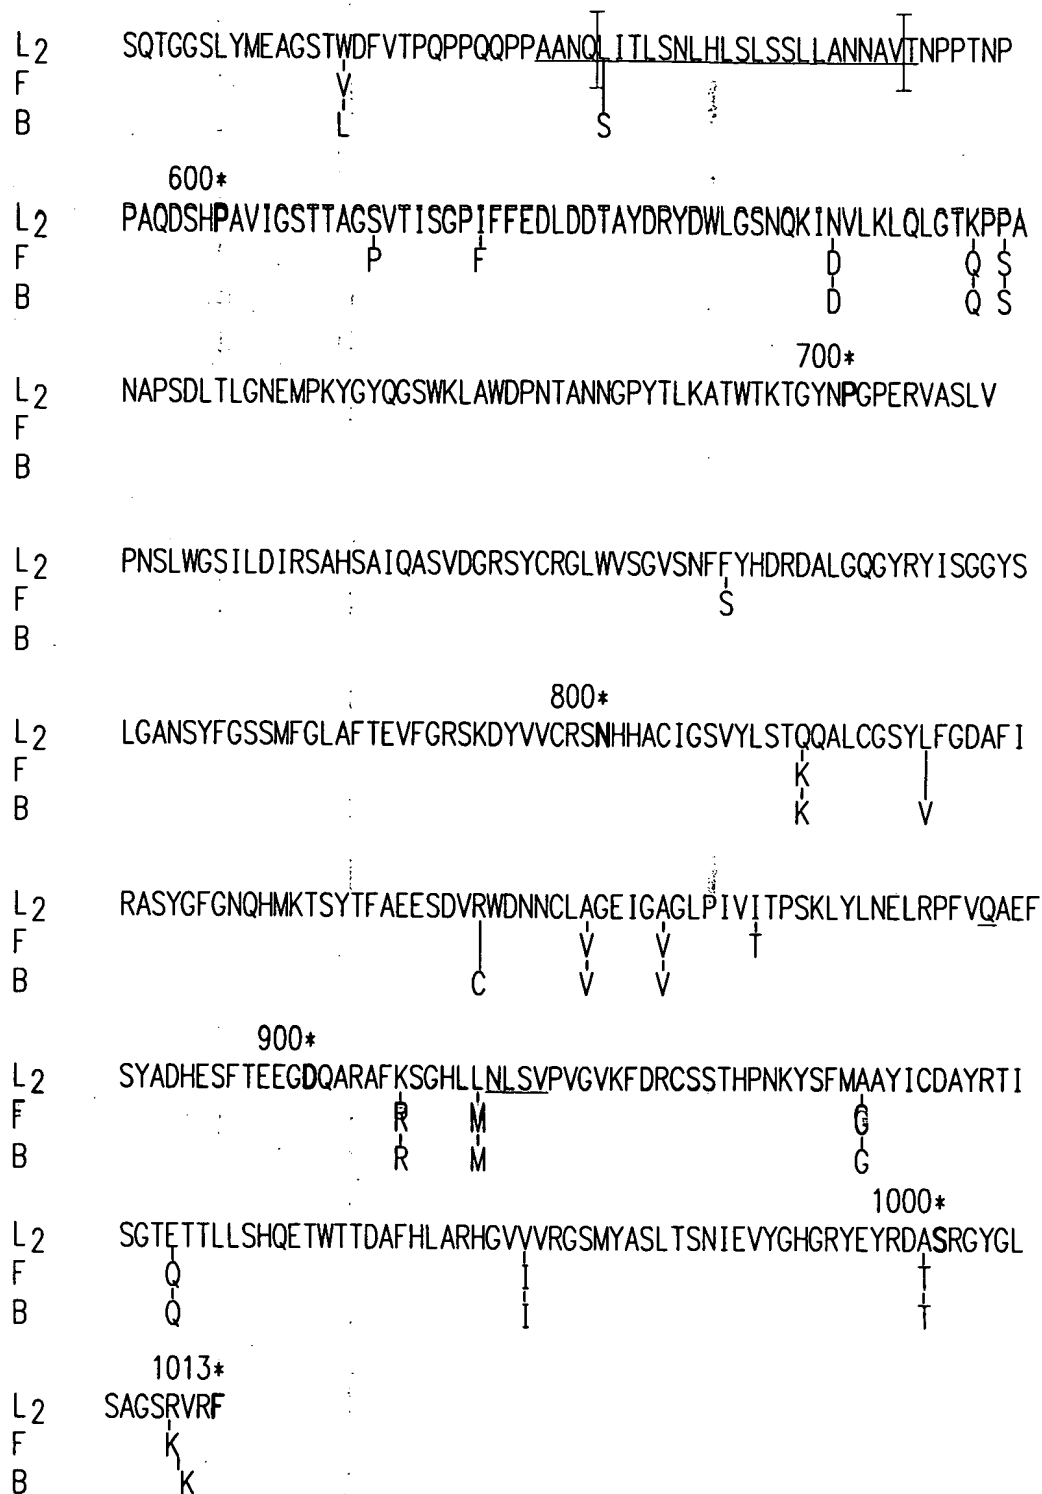 L2 SQTGGSLYMEAGSTWDFVTPQPPQQPPAANQLITLSNLHLSLSSLLANNAVTNPPTNP
F V
B L S
600*
L2 PAQDSHPAVIGSTTAGSVTISGPIFFEDLDDTAYDRYDWLGSNQKINVLKLQLGTKPPA
F P F D Q S
B D Q S
700*
L2 NAPSDLTLGNEMPKYGYQGSWKLAWDPNTANNGPYTLKATWTKTGYNPGPERVASLV
F
B
L2 PNSLWGSILDIRSAHSAIQASVDGRSYCRGLWVSGVSNFFYHDRDALGQGYRYISGGYS
F S
B
800*
L2 LGANSYFGSSMFGLAFTEVFGRSKDYVVCRSNHHACIGSVYLSTQQALCGSYLFGDAFI
F K
B K V
L2 RASYGFGNQHMKTSYTFAEESDVRWDNNCLAGEIGAGLPIVITPSKLYLNELRPFVQAEF
F V V T
B C V V
900*
L2 SYADHESFTEEGDQARAFKSGHLLNLSVPVGVKFDRCSSTHPNKYSFMAAYICDAYRTI
F R M G
B R M G
1000*
L2 SGTETTLLSHQETWTTDAFHLARHGVVVRGSMYASLTSNIEVYGHGRYEYRDASRGYGL
F Q I T
B Q I T
1013*
L2 SAGSRVRF
F K
B K